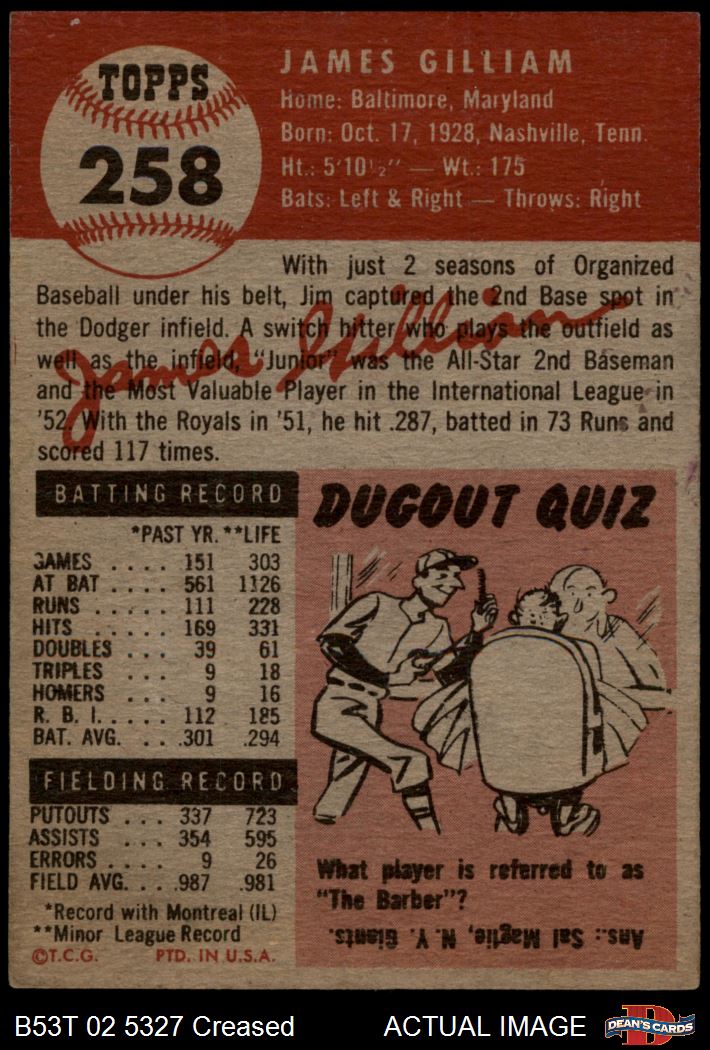 TOPPS
258
JAMES GILLIAM
Home: Baltimore, Maryland
Born: Oct. 17, 1928, Nashville, Tenn.
Ht.: 5'10½" — Wt.: 175
Bats: Left & Right — Throws: Right
With just 2 seasons of Organized
Baseball under his belt, Jim captured the 2nd Base spot in
the Dodger infield. A switch hitter who plays the outfield as
well as the infield, "Junior" was the All-Star 2nd Baseman
and the Most Valuable Player in the International League in
'52. With the Royals in '51, he hit .287, batted in 73 Runs and
scored 117 times.
James Gilliam
BATTING RECORD
*PAST YR. **LIFE
GAMES .... 151 303
AT BAT .... 561 1126
RUNS ..... 111 228
HITS ..... 169 331
DOUBLES ... 39 61
TRIPLES ... 9 18
HOMERS ... 9 16
R. B. I. .... 112 185
BAT. AVG. .. .301 .294
FIELDING RECORD
PUTOUTS ... 337 723
ASSISTS ... 354 595
ERRORS .... 9 26
FIELD AVG. ... .987 .981
*Record with Montreal (IL)
**Minor League Record
©T.C.G. PTD. IN U.S.A.
DUGOUT QUIZ
What player is referred to as
"The Barber"?
Ans.: Sal Maglie, N. Y. Giants.
B53T 02 5327 Creased ACTUAL IMAGE
D
DEAN'S CARDS